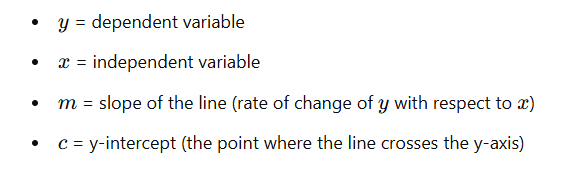 • y = dependent variable
• x = independent variable
• m = slope of the line (rate of change of y with respect to x)
• c = y-intercept (the point where the line crosses the y-axis)